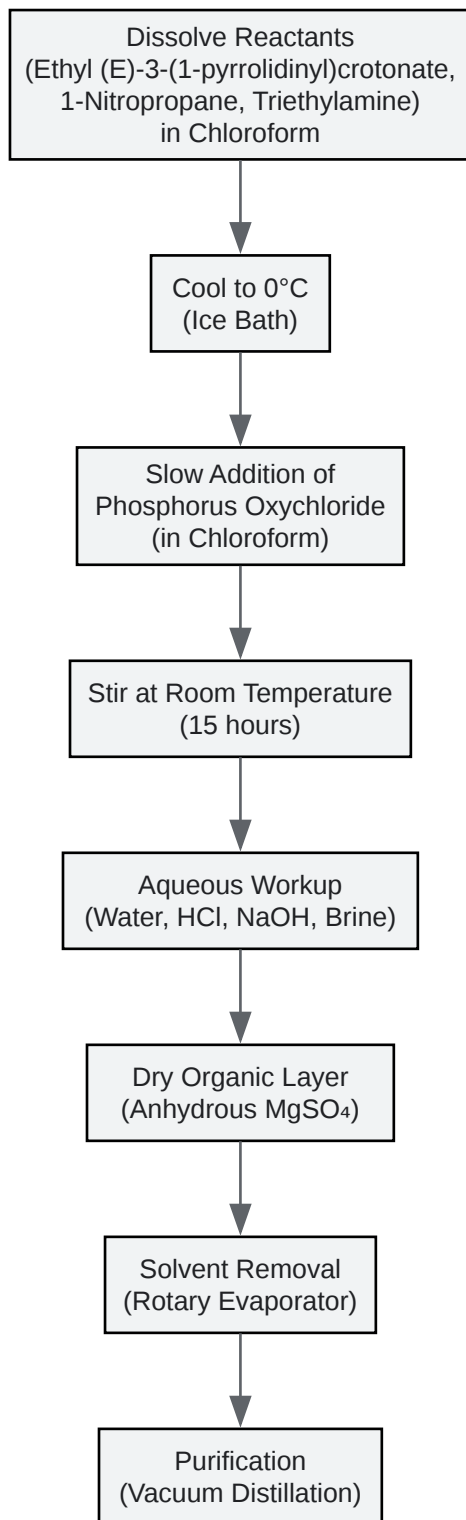 Dissolve Reactants
(Ethyl (E)-3-(1-pyrrolidinyl)crotonate,
1-Nitropropane, Triethylamine)
in Chloroform
Cool to 0°C
(Ice Bath)
Slow Addition of
Phosphorus Oxychloride
(in Chloroform)
Stir at Room Temperature
(15 hours)
Aqueous Workup
(Water, HCl, NaOH, Brine)
Dry Organic Layer
(Anhydrous MgSO₄)
Solvent Removal
(Rotary Evaporator)
Purification
(Vacuum Distillation)